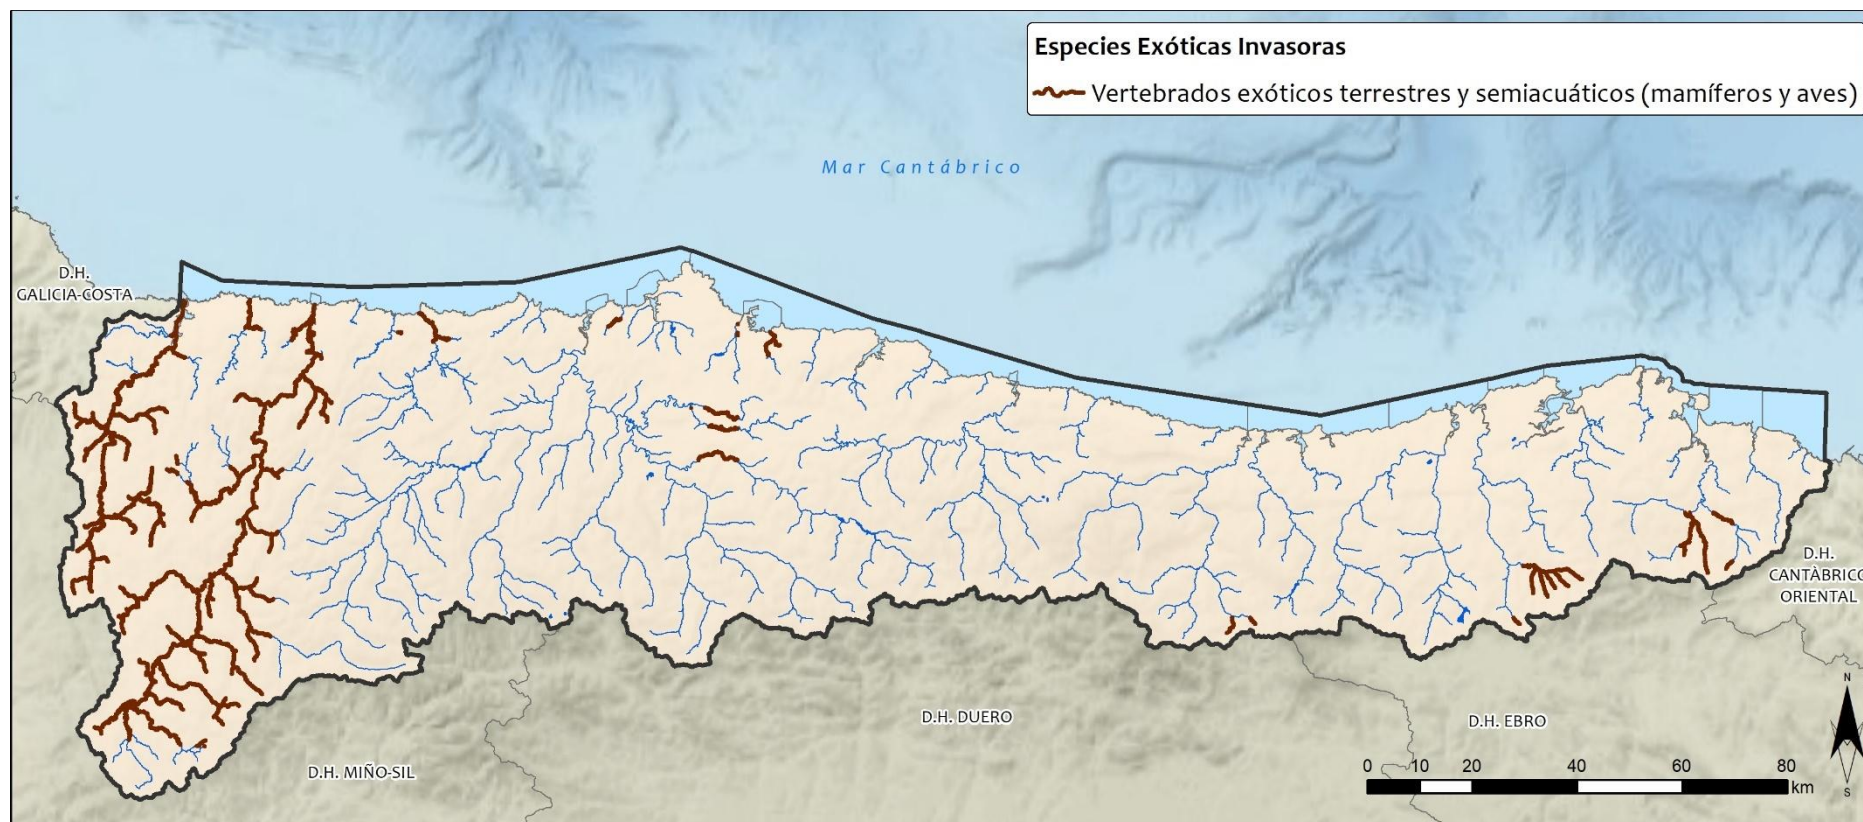 Especies Exóticas Invasoras
Vertebrados exóticos terrestres y semiacuáticos (mamíferos y aves)
Mar Cantábrico
D.H.
GALICIA-COSTA
D.H.
CANTÀBRICO
ORIENTAL
D.H. DUERO
D.H. EBRO
D.H. MIÑO-SIL
N
S
0 10 20 40 60 80
km